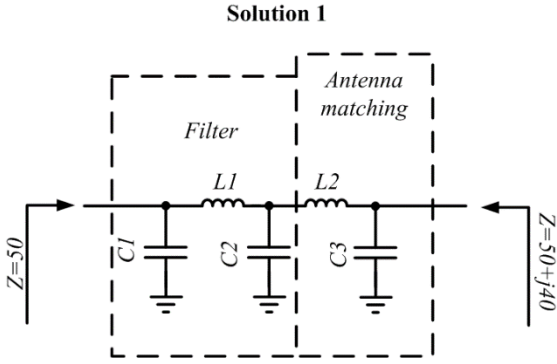 Solution 1
Antenna
matching
Filter
L1
L2
C1
C2
C3
Z=50
Z=50+j40